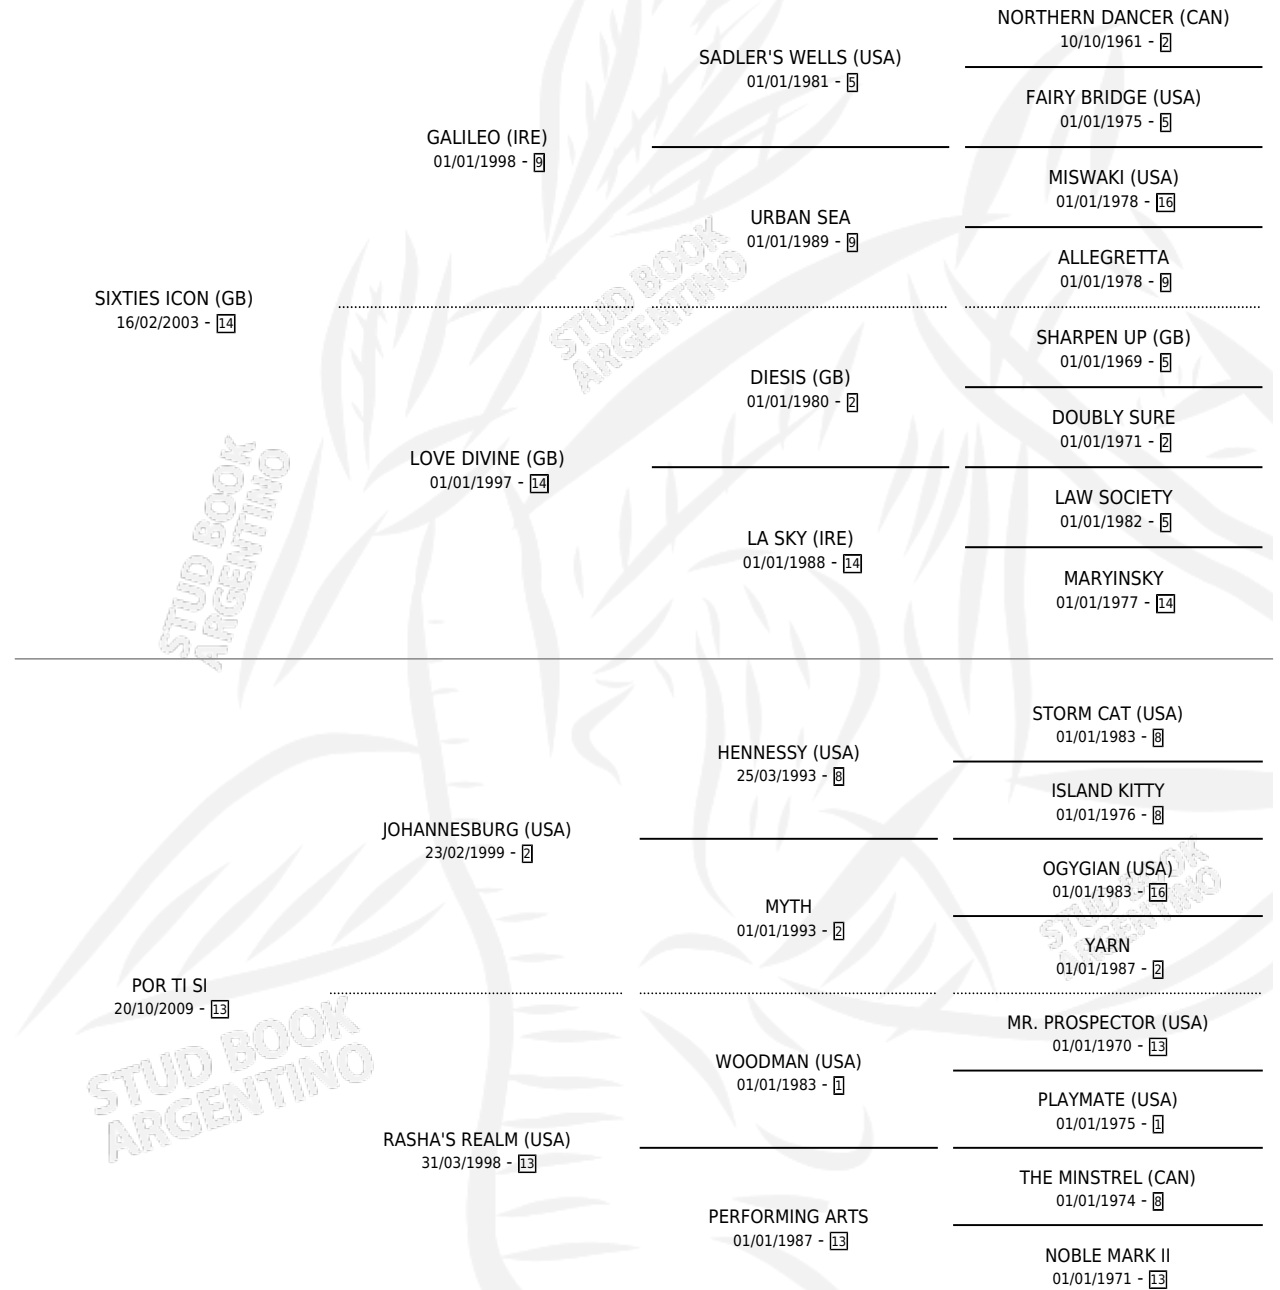 NORTHERN DANCER (CAN)
10/10/1961 - 2
SADLER'S WELLS (USA)
01/01/1981 - 5
FAIRY BRIDGE (USA)
01/01/1975 - 5
GALILEO (IRE)
01/01/1998 - 9
MISWAKI (USA)
01/01/1978 - 16
URBAN SEA
01/01/1989 - 9
ALLEGRETTA
01/01/1978 - 9
SIXTIES ICON (GB)
16/02/2003 - 14
SHARPEN UP (GB)
01/01/1969 - 5
DIESIS (GB)
01/01/1980 - 2
DOUBLY SURE
01/01/1971 - 2
LOVE DIVINE (GB)
01/01/1997 - 14
LAW SOCIETY
01/01/1982 - 5
LA SKY (IRE)
01/01/1988 - 14
MARYINSKY
01/01/1977 - 14
STORM CAT (USA)
01/01/1983 - 8
HENNESSY (USA)
25/03/1993 - 8
ISLAND KITTY
01/01/1976 - 8
JOHANNESBURG (USA)
23/02/1999 - 2
OGYGIAN (USA)
01/01/1983 - 16
MYTH
01/01/1993 - 2
YARN
01/01/1987 - 2
POR TI SI
20/10/2009 - 13
MR. PROSPECTOR (USA)
01/01/1970 - 13
WOODMAN (USA)
01/01/1983 - 1
PLAYMATE (USA)
01/01/1975 - 1
RASHA'S REALM (USA)
31/03/1998 - 13
THE MINSTREL (CAN)
01/01/1974 - 8
PERFORMING ARTS
01/01/1987 - 13
NOBLE MARK II
01/01/1971 - 13
STUD BOOK
ARGENTINO
STUD BOOK
ARGENTINO
STUD BOOK
ARGENTINO
STUD BOOK
ARGENTINO